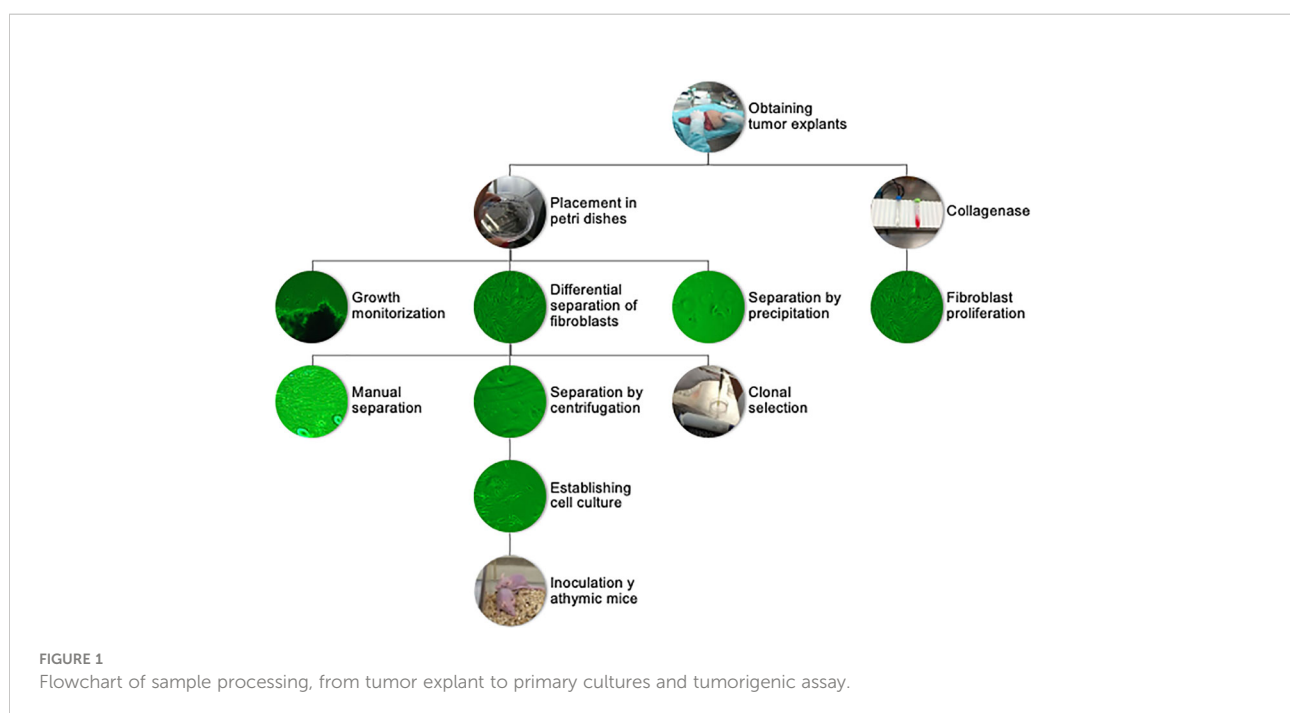 Obtaining
tumor explants
Placement in
petri dishes
Collagenase
Growth
monitorization
Differential
separation of
fibroblasts
Separation by
precipitation
Fibroblast
proliferation
Manual
separation
Separation by
centrifugation
Clonal
selection
Establishing
cell culture
Inoculation y
athymic mice
FIGURE 1
Flowchart of sample processing, from tumor explant to primary cultures and tumorigenic assay.